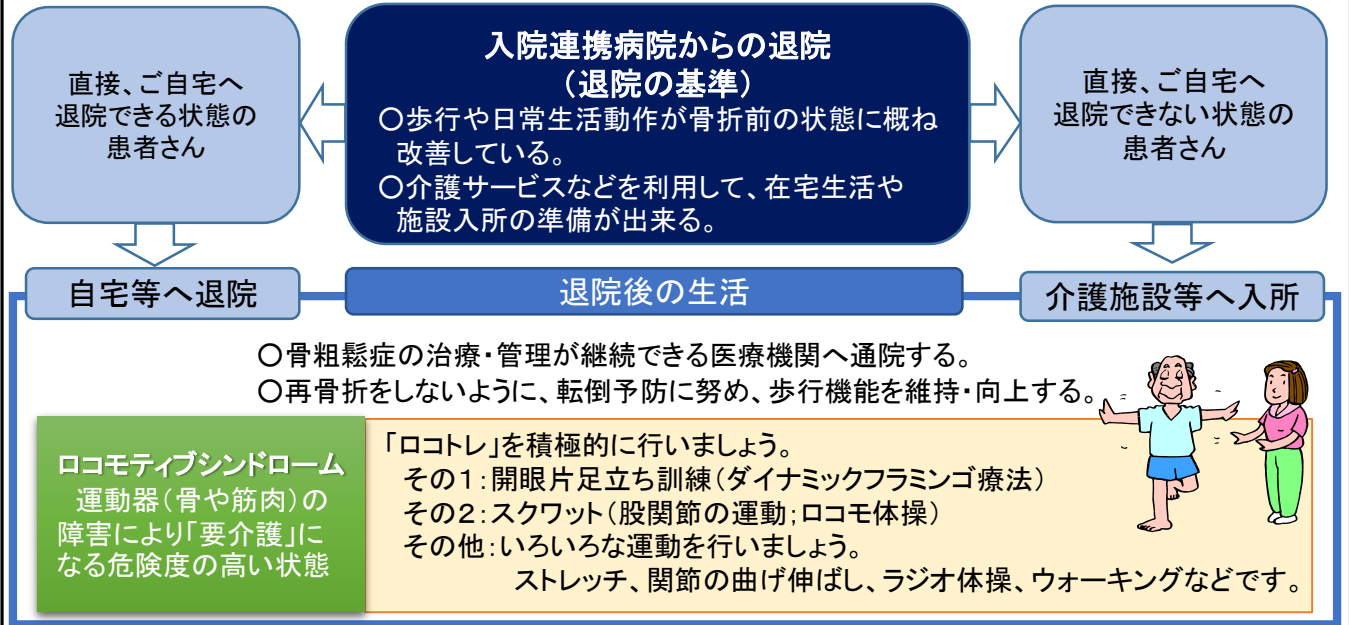 直接、ご自宅へ
退院できる状態の
患者さん
入院連携病院からの退院
(退院の基準)
○歩行や日常生活動作が骨折前の状態に概ね
改善している。
○介護サービスなどを利用して、在宅生活や
施設入所の準備が出来る。
直接、ご自宅へ
退院できない状態の
患者さん
自宅等へ退院
退院後の生活
介護施設等へ入所
○骨粗鬆症の治療・管理が継続できる医療機関へ通院する。
○再骨折をしないように、転倒予防に努め、歩行機能を維持・向上する。
ロコモティブシンドローム
運動器(骨や筋肉)の
障害により「要介護」に
なる危険度の高い状態
「ロコトレ」を積極的に行いましょう。
その1:開眼片足立ち訓練(ダイナミックフラミンゴ療法)
その2:スクワット(股関節の運動;ロコモ体操)
その他:いろいろな運動を行いましょう。
ストレッチ、関節の曲げ伸ばし、ラジオ体操、ウォーキングなどです。